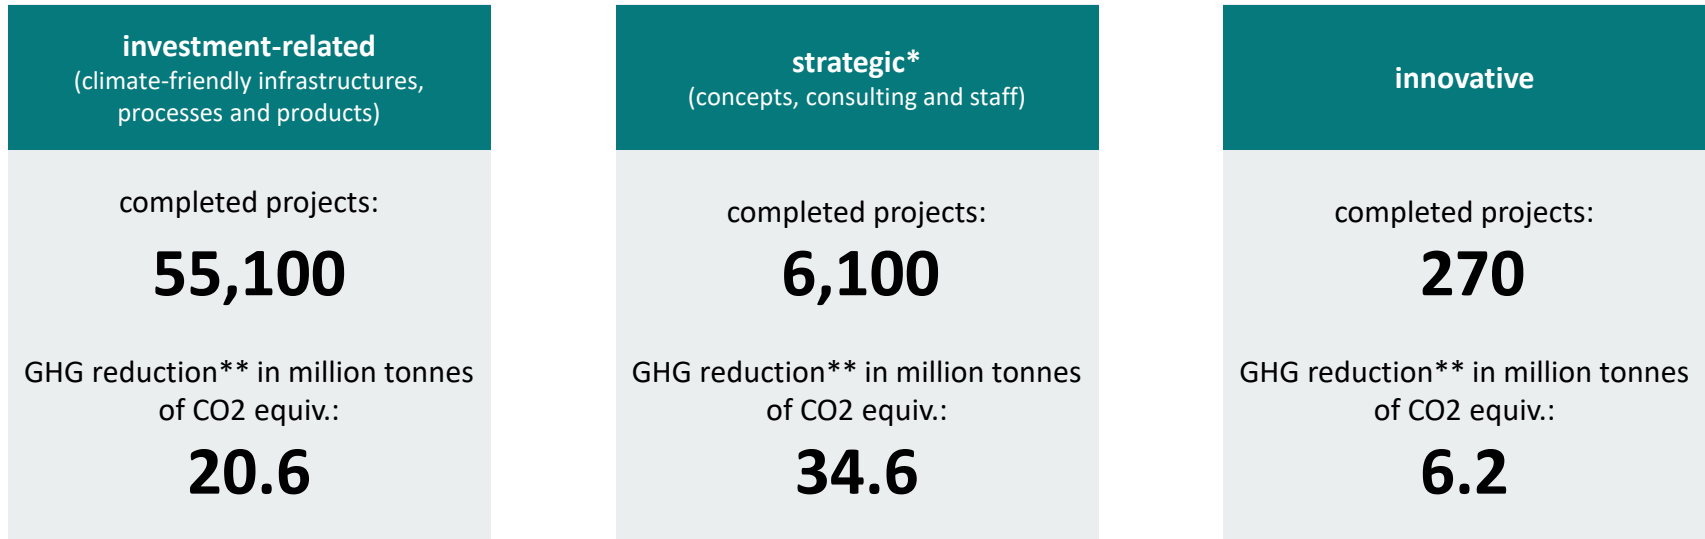 investment-related
(climate-friendly infrastructures,
processes and products)
completed projects:
55,100
GHG reduction** in million tonnes
of CO2 equiv.:
20.6
strategic*
(concepts, consulting and staff)
completed projects:
6,100
GHG reduction** in million tonnes
of CO2 equiv.:
34.6
innovative
completed projects:
270
GHG reduction** in million tonnes
of CO2 equiv.:
6.2